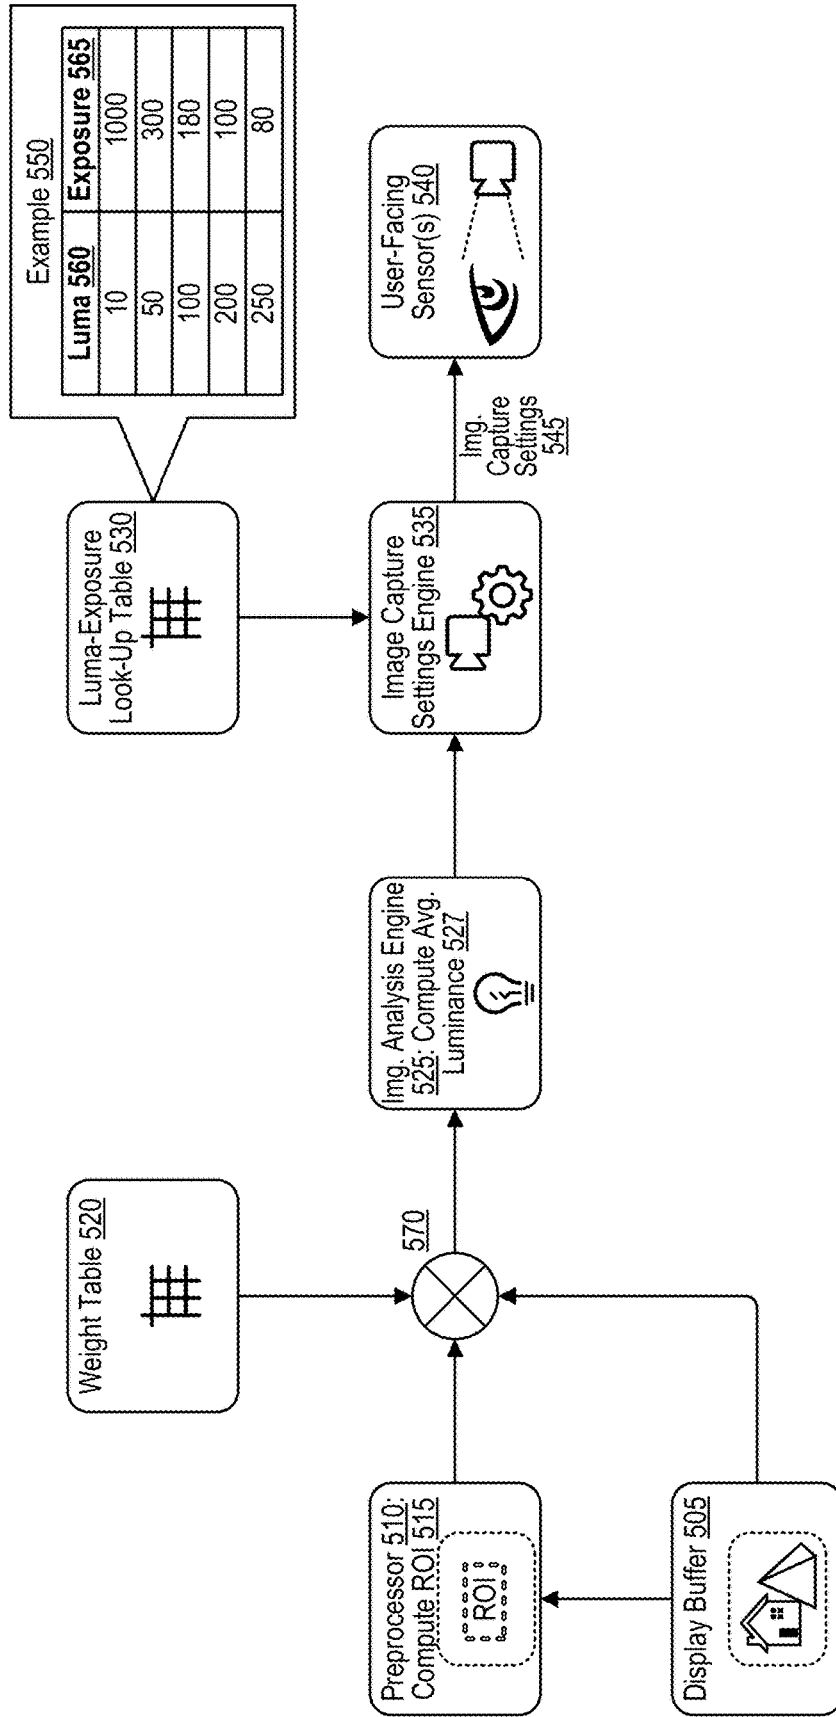 Example 550
Luma 560 Exposure 565
10 1000
50 300
100 180
200 100
250 80
Luma-Exposure
Look-Up Table 530
User-Facing
Sensor(s) 540
Img.
Capture
Settings
545
Image Capture
Settings Engine 535
Img. Analysis Engine
525: Compute Avg.
Luminance 527
Weight Table 520
570
Preprocessor 510:
Compute ROI 515
ROI
Display Buffer 505